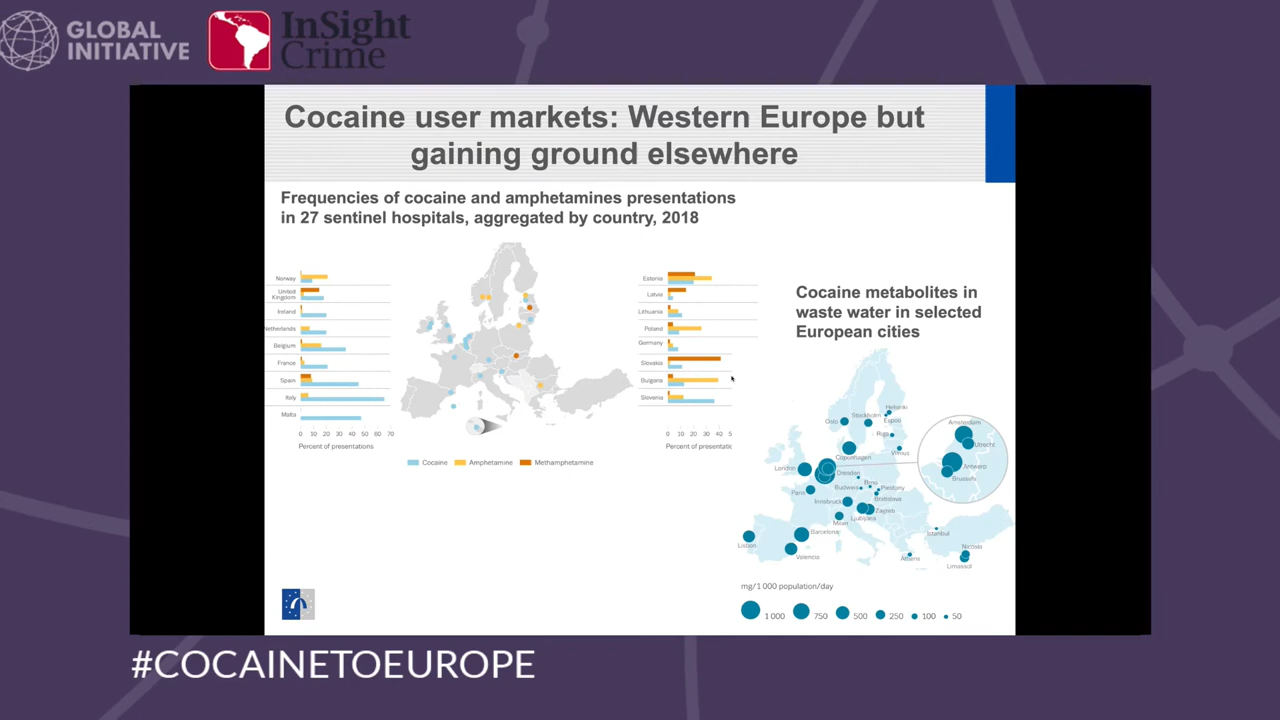 GLOBAL
INITIATIVE
InSight
Crime
Cocaine user markets: Western Europe but
gaining ground elsewhere
Frequencies of cocaine and amphetamines presentations
in 27 sentinel hospitals, aggregated by country, 2018
Norway
United
Kingdom
Ireland
Netherlands
Belgium
France
Spain
Italy
Malta
0 10 20 30 40 50 60 70
Percent of presentations
Estonia
Latvia
Lithuania
Poland
Germany
Slovakia
Bulgaria
Slovenia
0 10 20 30 40 5
Percent of presentatic
Cocaine
Amphetamine
Methamphetamine
Cocaine metabolites in
waste water in selected
European cities
Helsinki
Stockholm
Espoo
Oslo
Riga
Vilnius
Copenhagen
London
Dresden
Paris
Budweis
Brno
Piestany
Bratislava
Innsbruck
Zagreb
Ljubljana
Milan
Barcelona
Lisbon
Valencia
Istanbul
Athens
Nicosia
Limassol
Amsterdam
Utrecht
Antwerp
Brussels
mg/1 000 population/day
1 000 750 500 250 100 50
#COCAINETOEUROPE